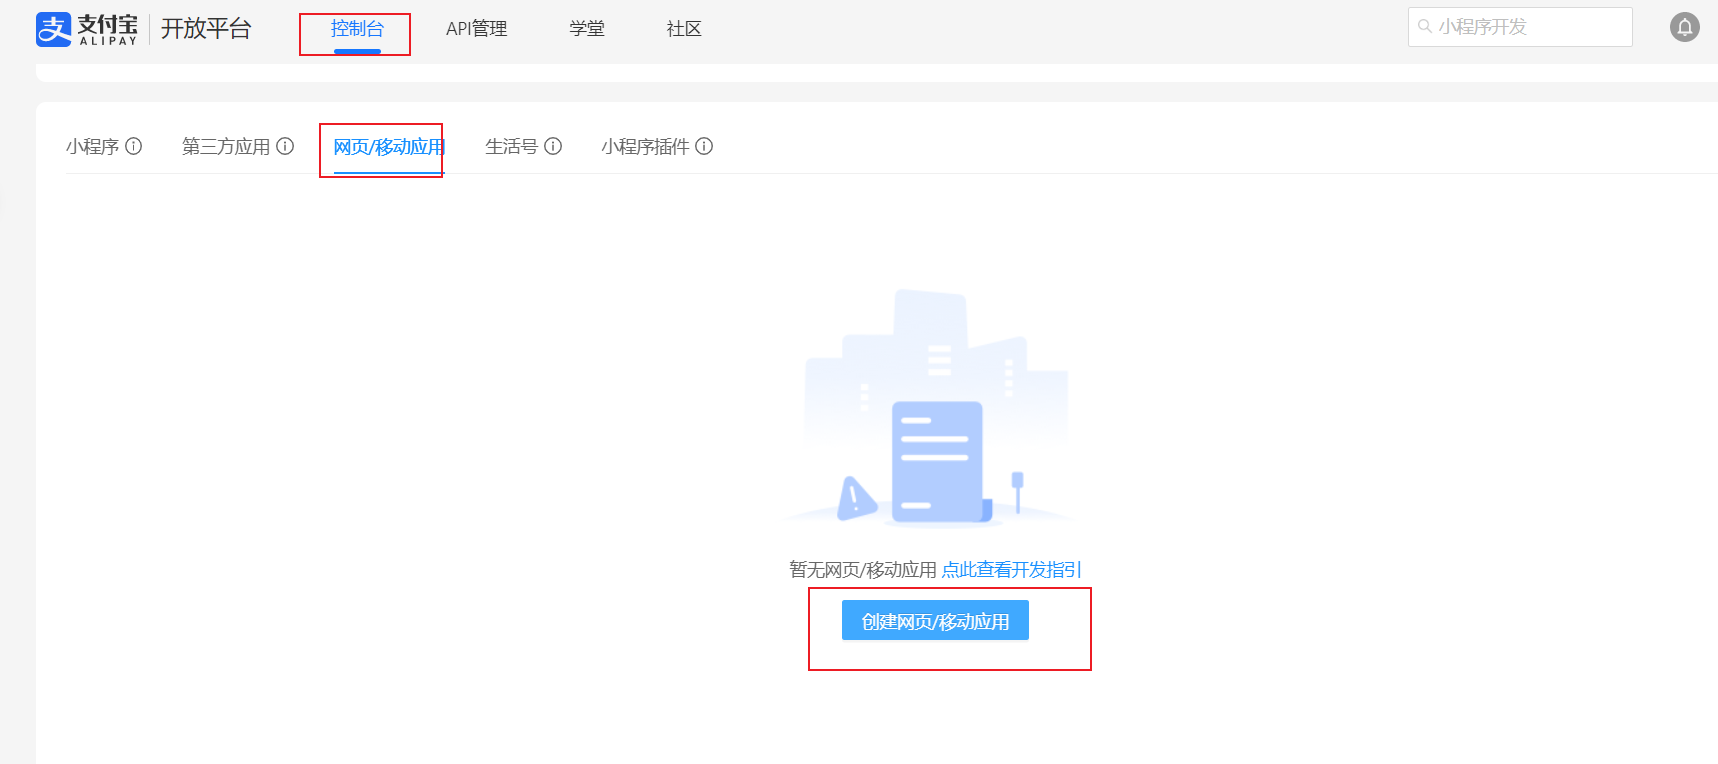 支付宝 ALIPAY 开放平台 控制台 API管理 学堂 社区 小程序开发
小程序 第三方应用 网页/移动应用 生活号 小程序插件
暂无网页/移动应用 点此查看开发指引
创建网页/移动应用